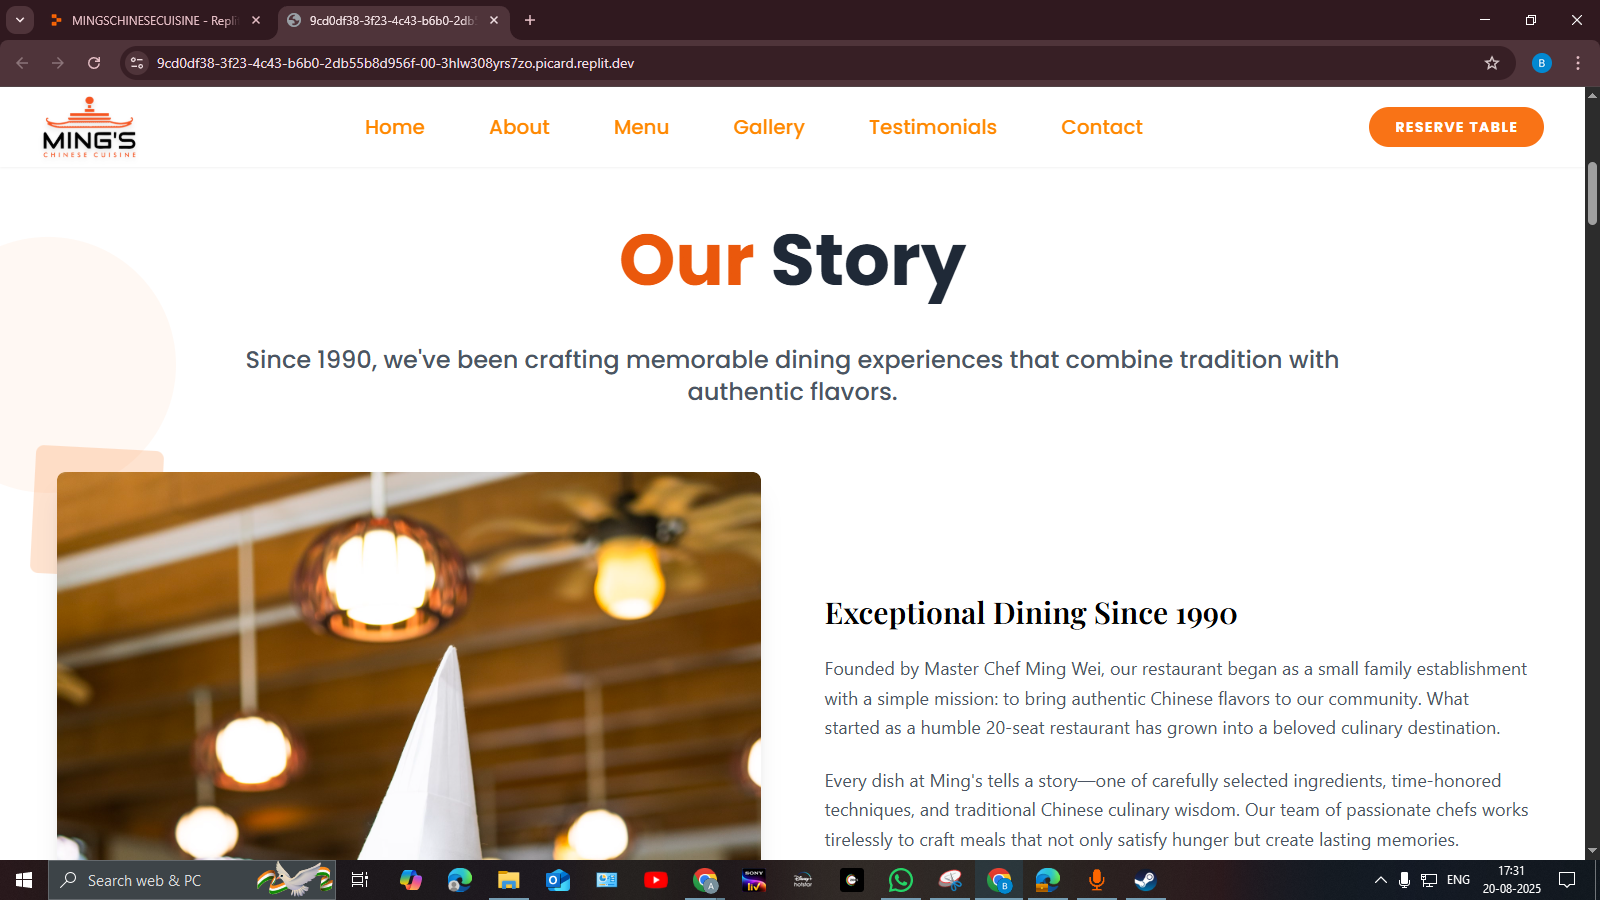 MINGSCHINESECUISINE - Repli
9cd0df38-3f23-4c43-b6b0-2db5
9cd0df38-3f23-4c43-b6b0-2db55b8d956f-00-3hlw308yrs7zo.picard.replit.dev
B
MING'S
CHINESE CUISINE
Home
About
Menu
Gallery
Testimonials
Contact
RESERVE TABLE
Our Story
Since 1990, we've been crafting memorable dining experiences that combine tradition with
authentic flavors.
Exceptional Dining Since 1990
Founded by Master Chef Ming Wei, our restaurant began as a small family establishment
with a simple mission: to bring authentic Chinese flavors to our community. What
started as a humble 20-seat restaurant has grown into a beloved culinary destination.
Every dish at Ming's tells a story—one of carefully selected ingredients, time-honored
techniques, and traditional Chinese culinary wisdom. Our team of passionate chefs works
tirelessly to craft meals that not only satisfy hunger but create lasting memories.
Search web & PC
A
SONY
liv
hotstar
B
ENG
17:31
20-08-2025